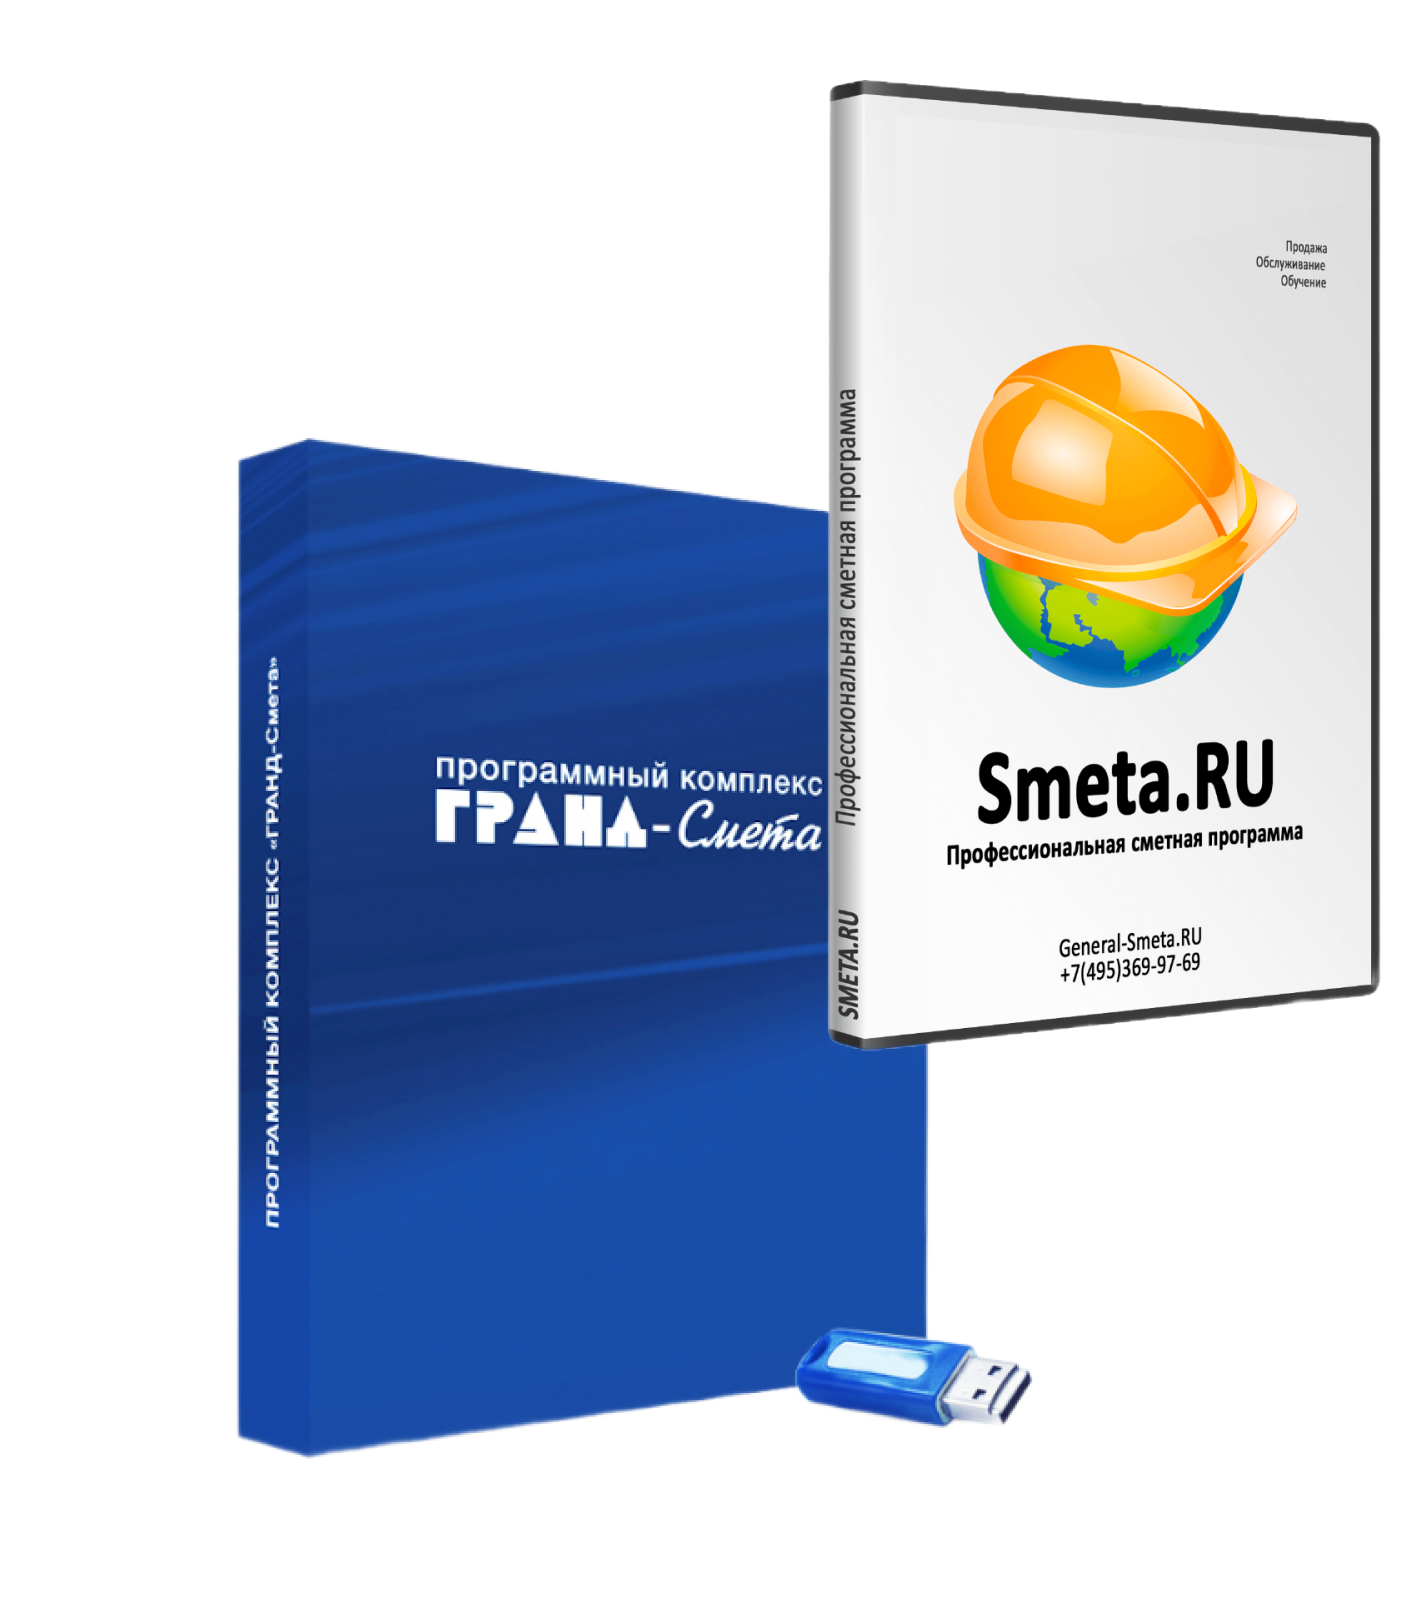 Продажа
Обслуживание
Обучение
Smeta.RU
Профессиональная сметная программа
General-Smeta.RU
+7(495)369-97-69
SMETA.RU Профессиональная сметная программа
программный комплекс
ГРАНД-Смета
ПРОГРАММНЫЙ КОМПЛЕКС «ГРАНД-Смета»